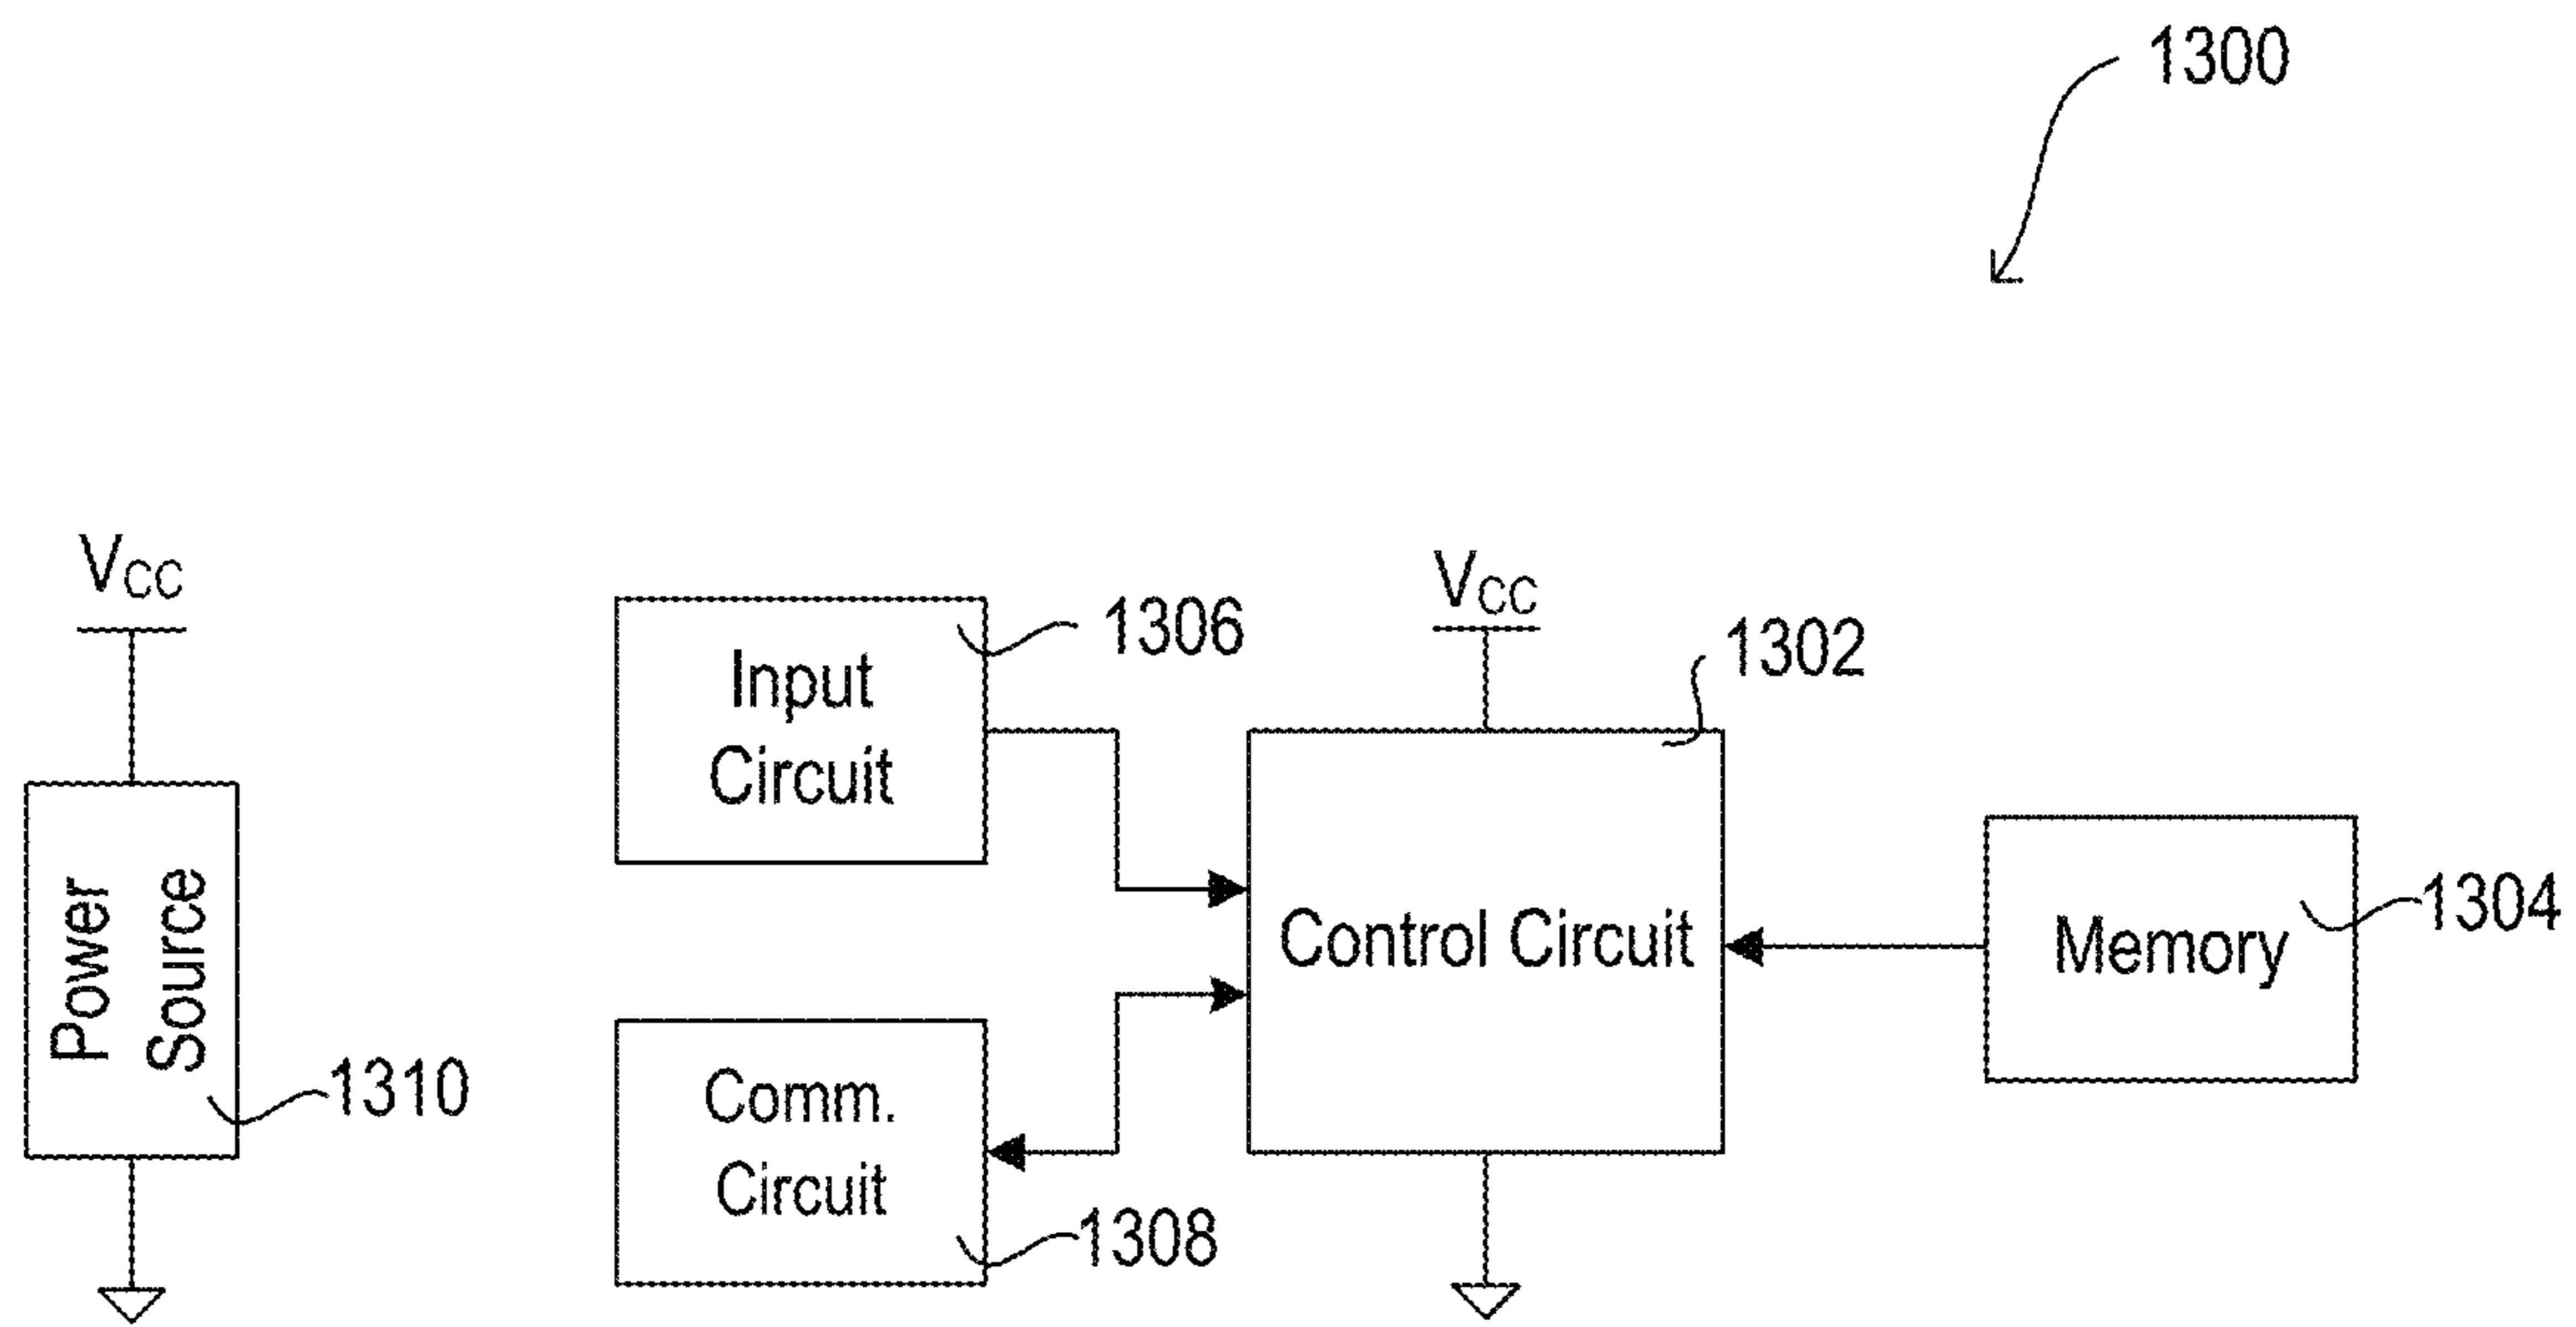 1300
VCC
VCC
1306
Input
Circuit
1302
Control Circuit
Memory
1304
Power
Source
1310
Comm.
Circuit
1308